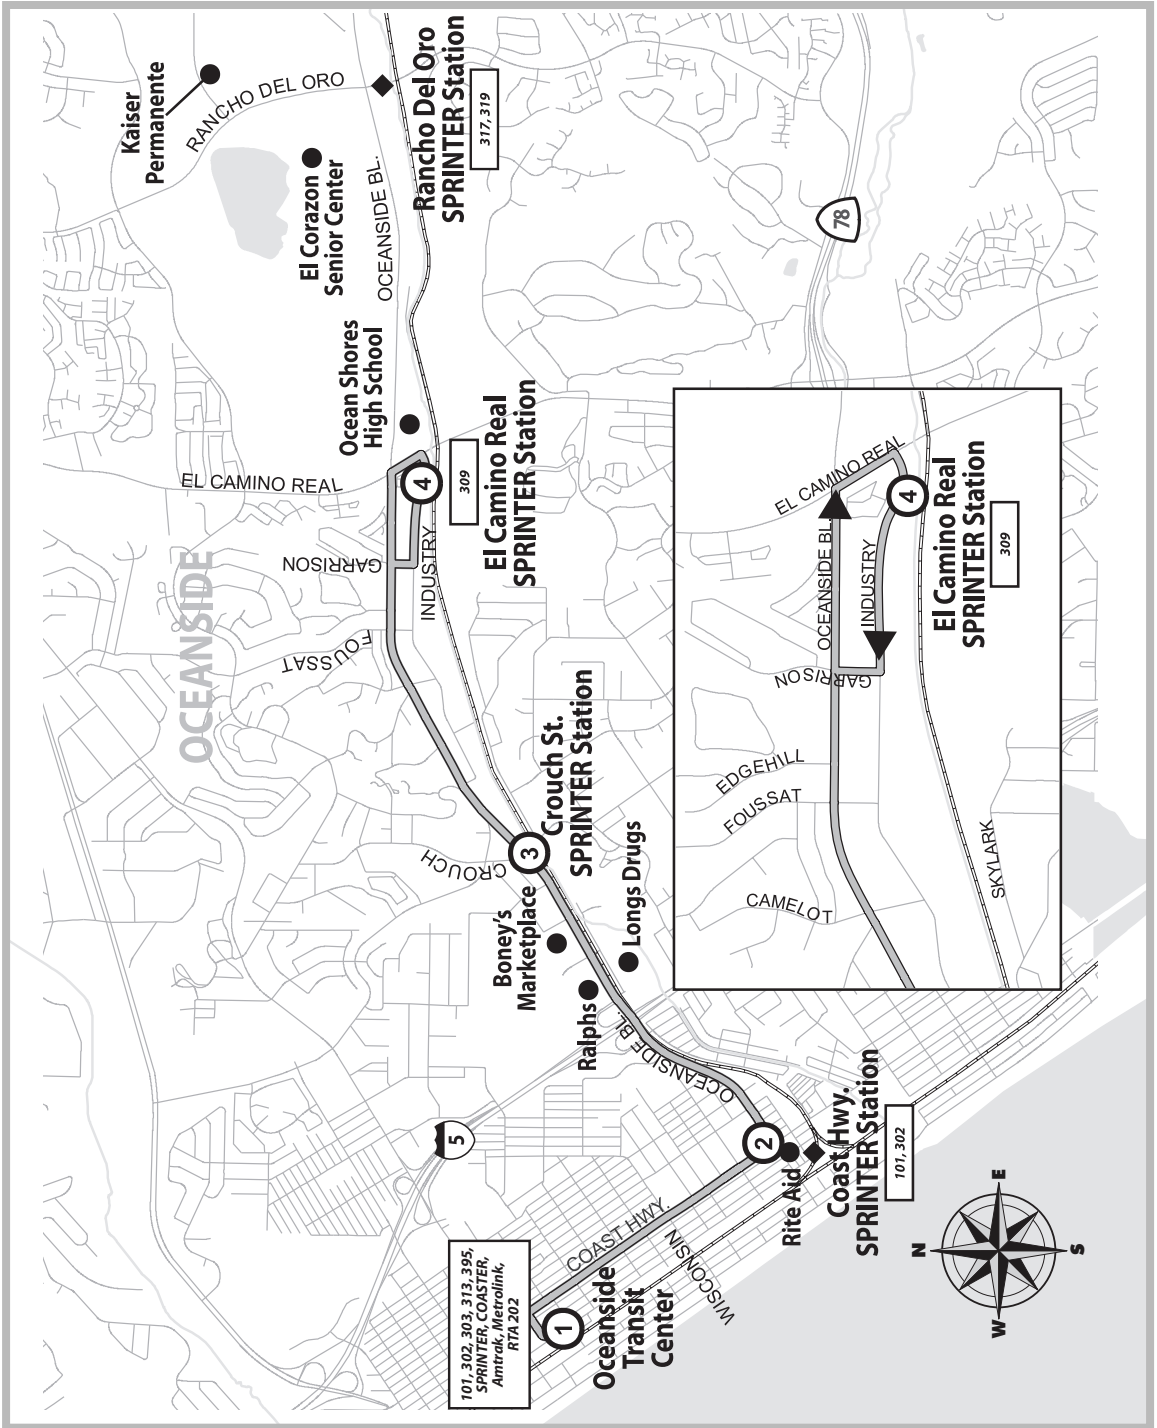 Kaiser
Permanente
RANCHO DEL ORO
Rancho Del Oro
SPRINTER Station
317, 319
El Corazon
Senior Center
OCEANSIDE BL.
78
Ocean Shores
High School
EL CAMINO REAL
4
309
El Camino Real
SPRINTER Station
GARRISON
INDUSTRY
OCEANSIDE
FOUSSAT
Crouch St.
SPRINTER Station
3
CROUCH
Boney's
Marketplace
Longs Drugs
Ralphs
OCEANSIDE BL.
OCEANSIDE
5
2
Rite Aid
Coast Hwy.
SPRINTER Station
101, 302
COAST HWY.
WISCONSIN
101, 302, 303, 313, 395,
SPRINTER, COASTER,
Amtrak, Metrolink,
RTA 202
1
Oceanside
Transit
Center
EL CAMINO REAL
OCEANSIDE BL.
INDUSTRY
4
El Camino Real
SPRINTER Station
309
GARRISON
EDGEHILL
FOUSSAT
CAMELOT
SKYLARK
N
E
S
W